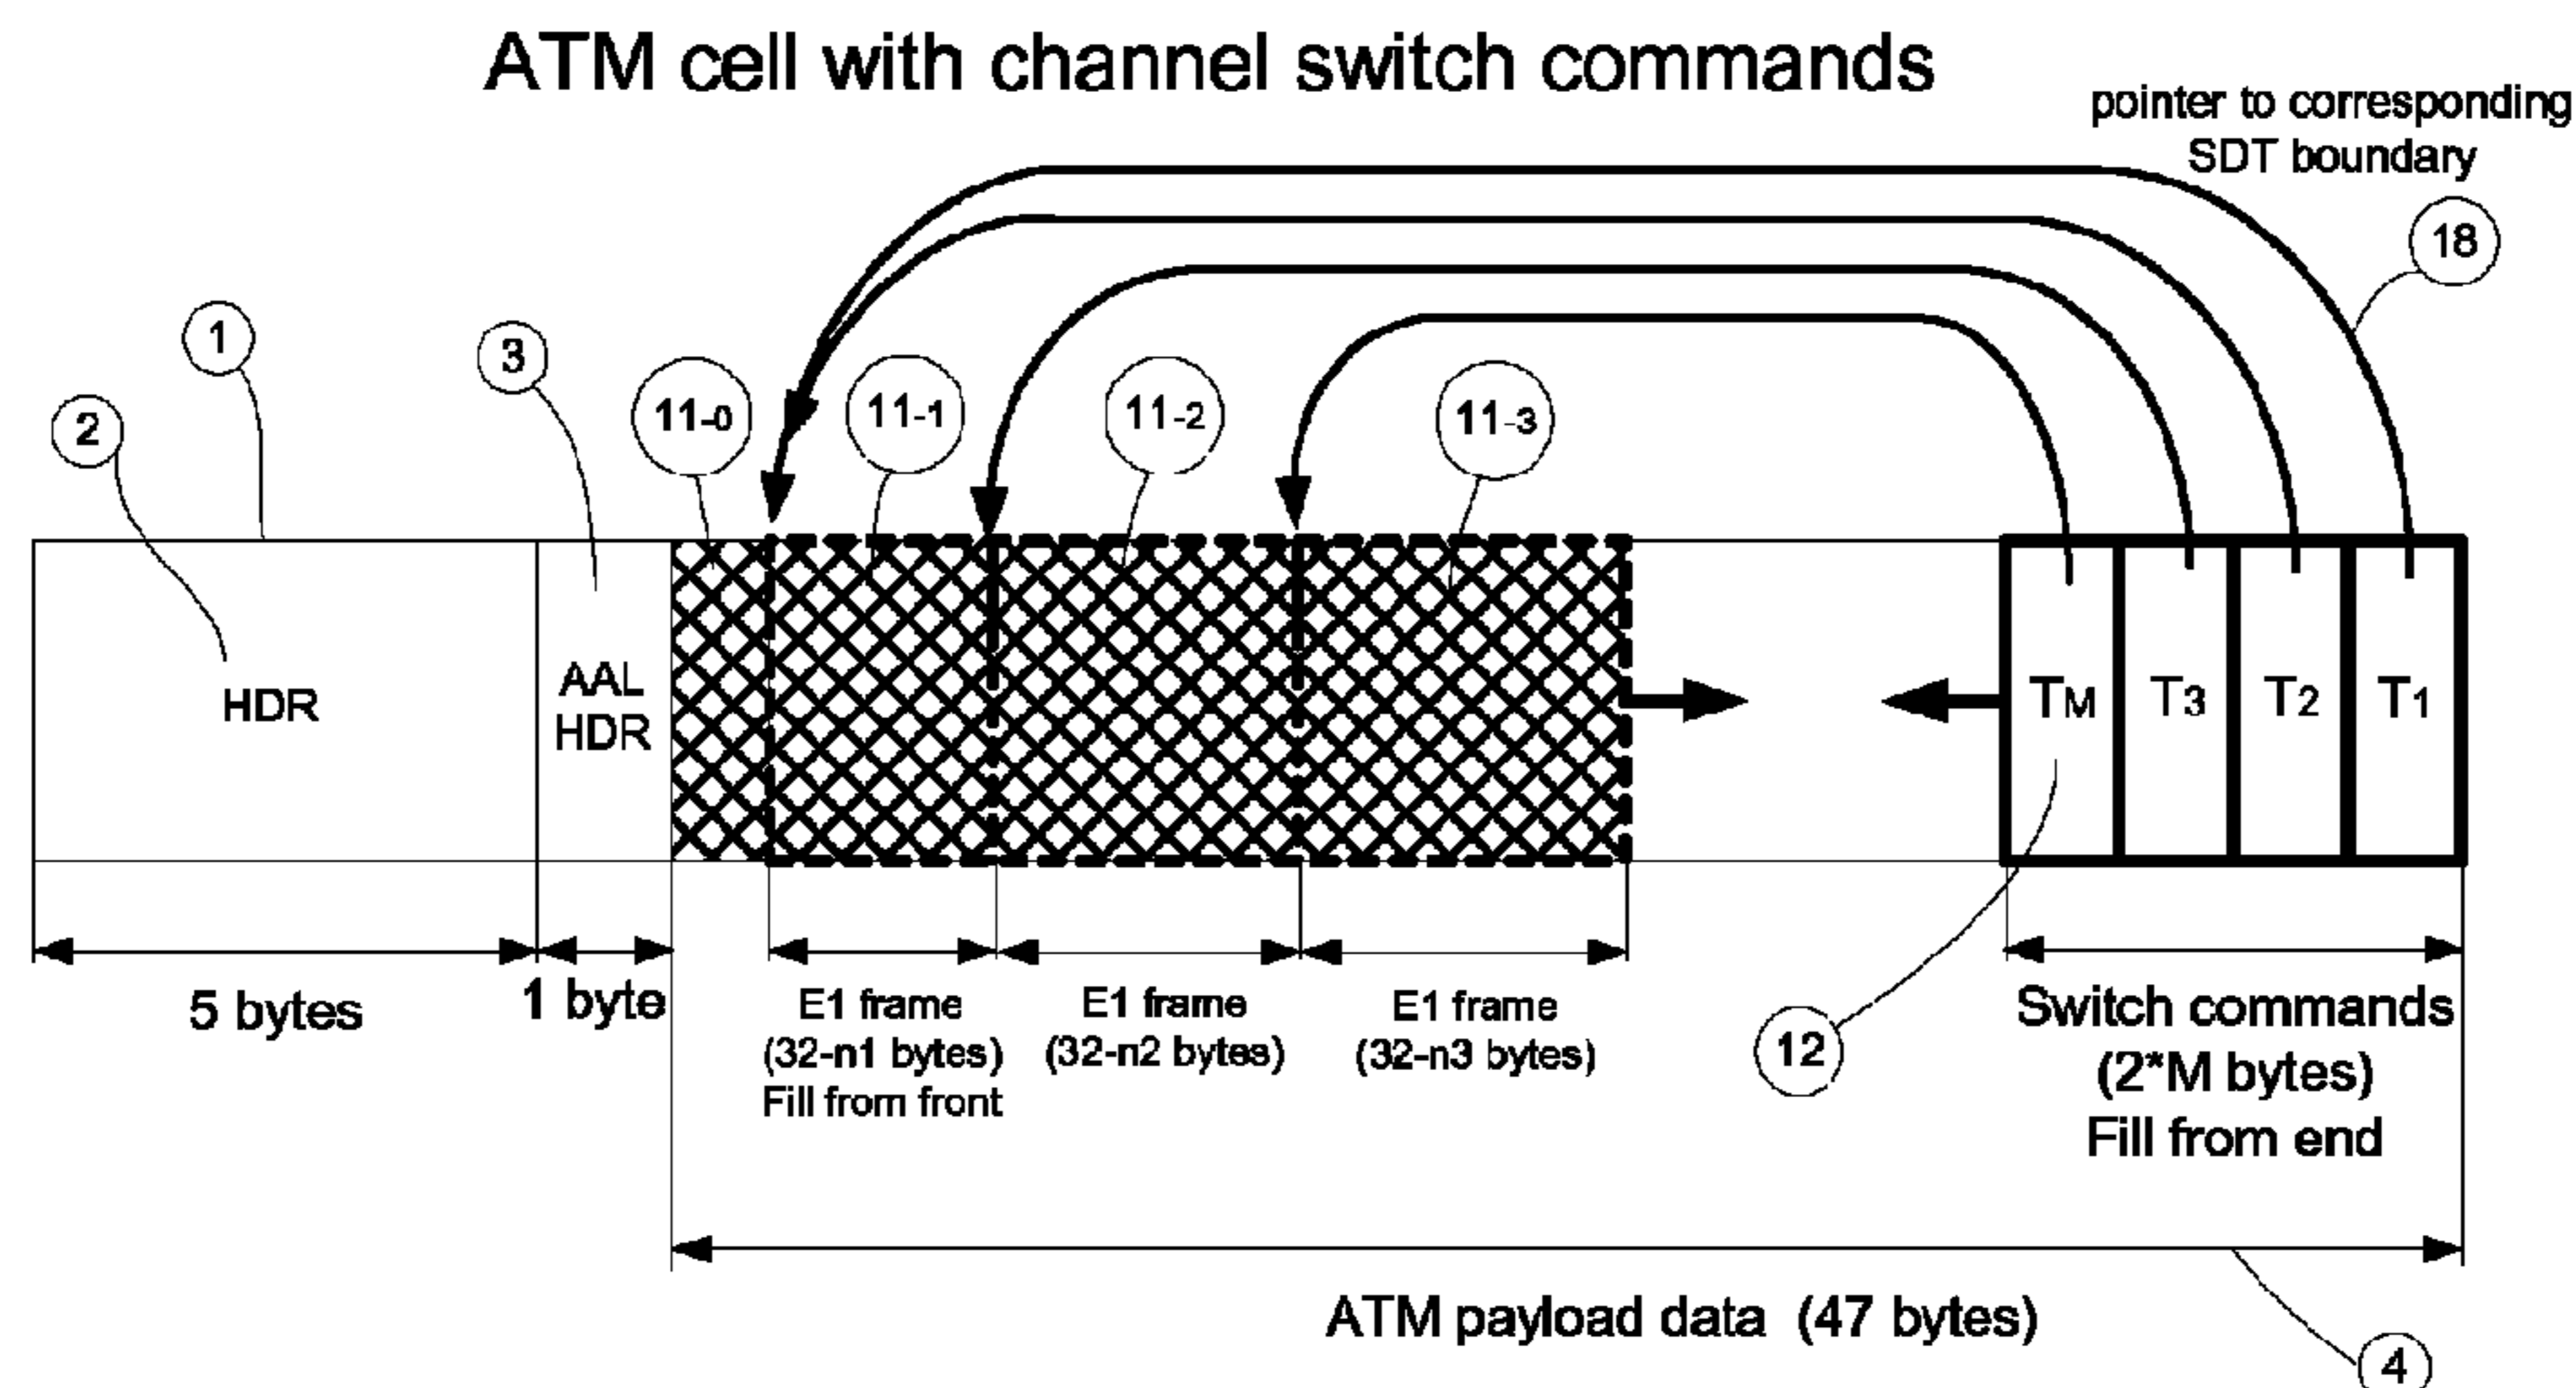 ATM cell with channel switch commands
pointer to corresponding
SDT boundary
18
1
3
2
11-0
11-1
11-2
11-3
HDR
AAL
HDR
TM
T3
T2
T1
5 bytes
1 byte
E1 frame
(32-n1 bytes)
Fill from front
E1 frame
(32-n2 bytes)
E1 frame
(32-n3 bytes)
12
Switch commands
(2*M bytes)
Fill from end
ATM payload data (47 bytes)
4